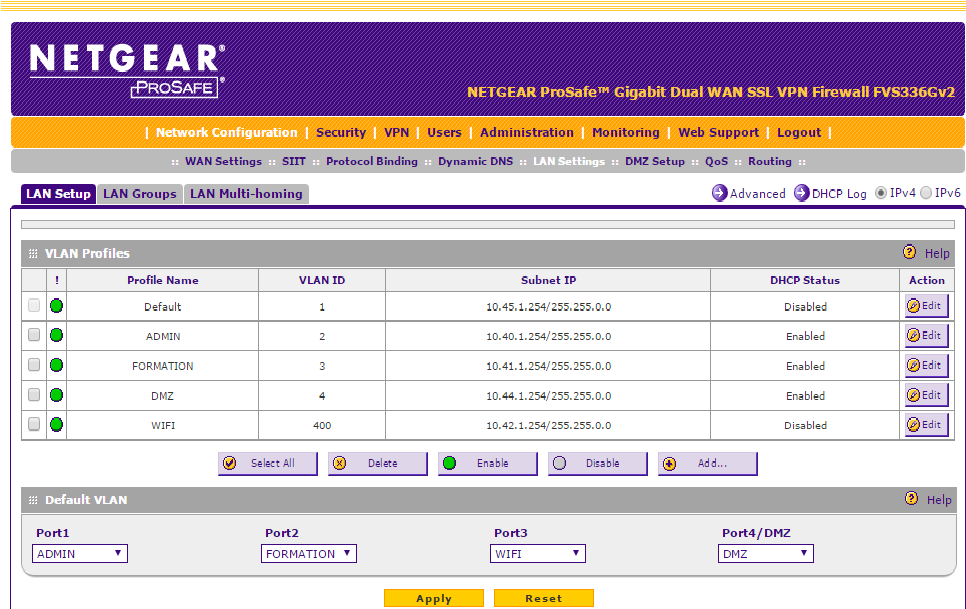 NETGEAR®
PROSAFE®
NETGEAR ProSafe™ Gigabit Dual WAN SSL VPN Firewall FVS336Gv2
| Network Configuration | Security | VPN | Users | Administration | Monitoring | Web Support | Logout |
:: WAN Settings :: SIIT :: Protocol Binding :: Dynamic DNS :: LAN Settings :: DMZ Setup :: QoS :: Routing ::
LAN Setup LAN Groups LAN Multi-homing Advanced DHCP Log IPv4 IPv6
VLAN Profiles ? Help
! Profile Name VLAN ID Subnet IP DHCP Status Action
Default 1 10.45.1.254/255.255.0.0 Disabled Edit
ADMIN 2 10.40.1.254/255.255.0.0 Enabled Edit
FORMATION 3 10.41.1.254/255.255.0.0 Enabled Edit
DMZ 4 10.44.1.254/255.255.0.0 Enabled Edit
WIFI 400 10.42.1.254/255.255.0.0 Disabled Edit
Select All Delete Enable Disable Add...
Default VLAN ? Help
Port1 Port2 Port3 Port4/DMZ
ADMIN FORMATION WIFI DMZ
Apply Reset